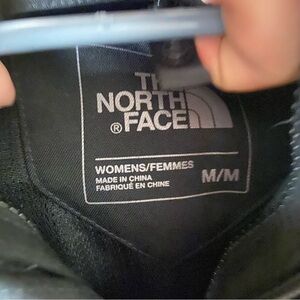 THE
NORTH
FACE
®
WOMENS/FEMMES
MADE IN CHINA
FABRIQUÉ EN CHINE
M/M